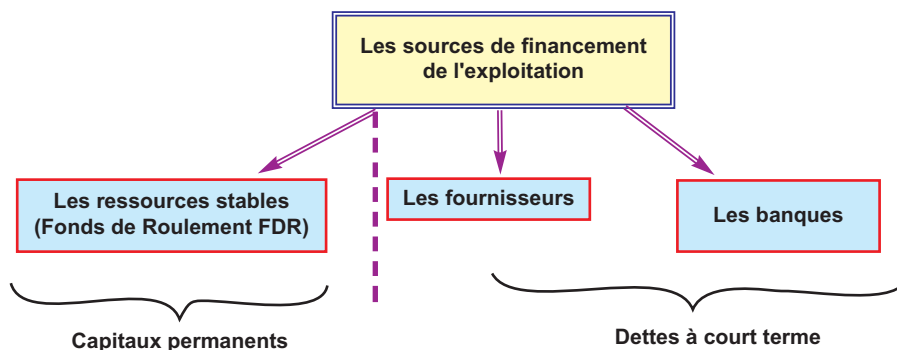 Les sources de financement
de l'exploitation
Les ressources stables
(Fonds de Roulement FDR)
Les fournisseurs
Les banques
Capitaux permanents
Dettes à court terme